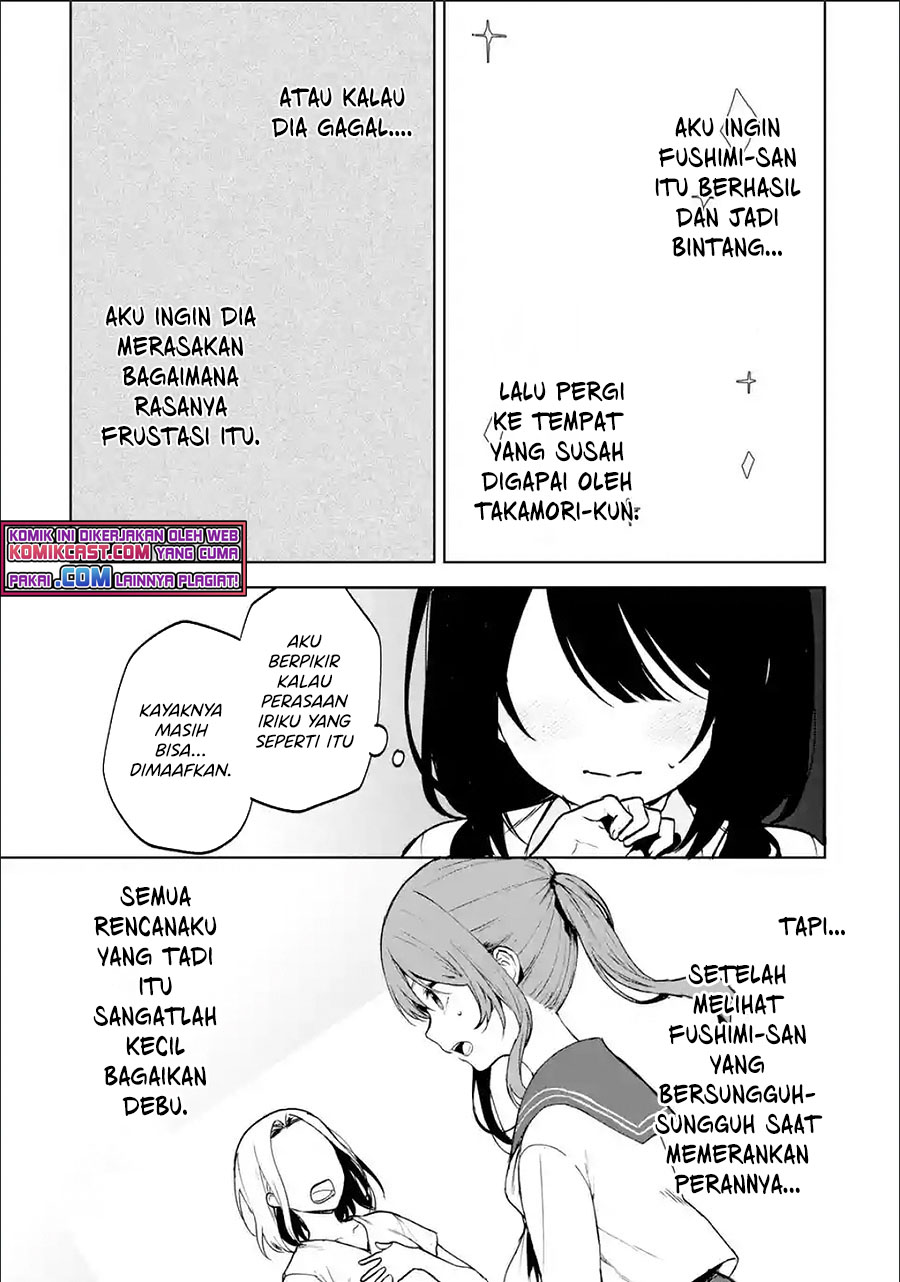 AKU INGIN
FUSHIMI-SAN
ITU BERHASIL
DAN JADI
BINTANG...
LALU PERGI
KE TEMPAT
YANG SUSAH
DIGAPAI OLEH
TAKAMORI-KUN.
ATAU KALAU
DIA GAGAL....
AKU INGIN DIA
MERASAKAN
BAGAIMANA
RASANYA
FRUSTASI ITU.
KOMIK INI DIKERJAKAN OLEH WEB
KOMIKCAST.COM YANG CUMA
PAKAI .COM LAINNYA PLAGIAT!
AKU
BERPIKIR
KALAU
PERASAAN
IRIKU YANG
SEPERTI ITU
KAYAKNYA
MASIH
BISA...
DIMAAFKAN.
TAPI...
SETELAH
MELIHAT
FUSHIMI-SAN
YANG
BERSUNGGUH-
SUNGGUH SAAT
MEMERANKAN
PERANNYA...
SEMUA
RENCANAKU
YANG TADI
ITU
SANGATLAH
KECIL
BAGAIKAN
DEBU.